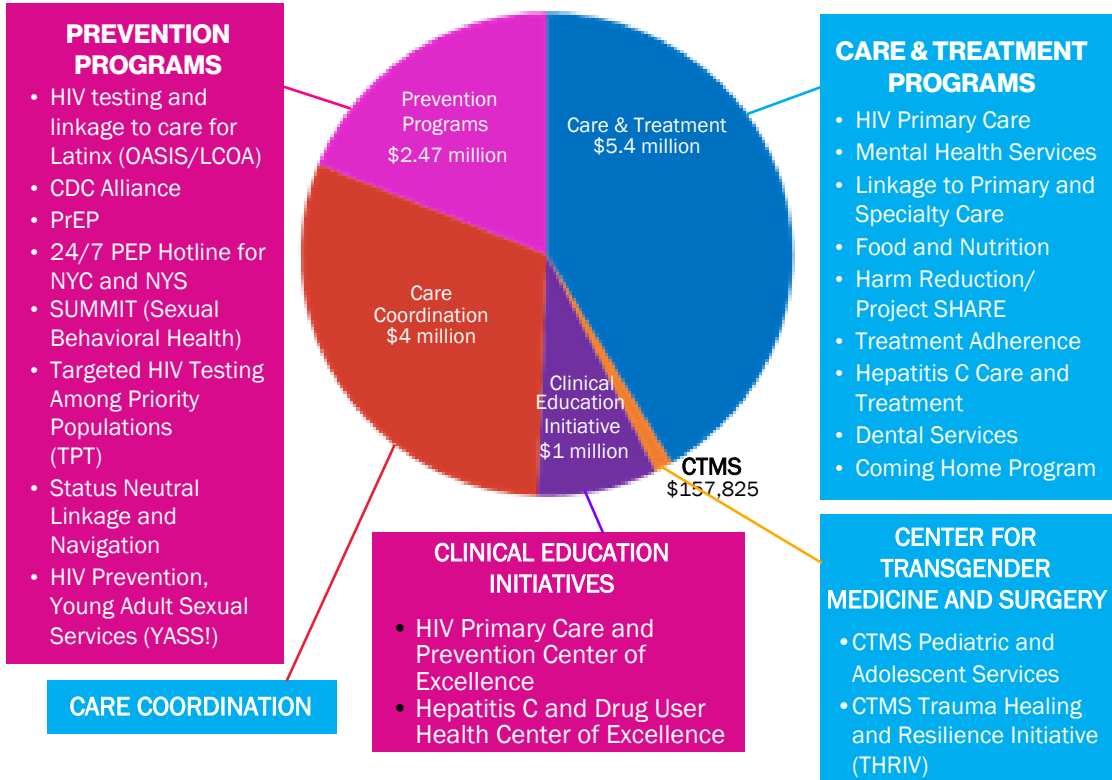 PREVENTION
PROGRAMS
• HIV testing and
linkage to care for
Latinx (OASIS/LCOA)
• CDC Alliance
• PrEP
• 24/7 PEP Hotline for
NYC and NYS
• SUMMIT (Sexual
Behavioral Health)
• Targeted HIV Testing
Among Priority
Populations
(TPT)
• Status Neutral
Linkage and
Navigation
• HIV Prevention,
Young Adult Sexual
Services (YASS!)
Prevention
Programs
$2.47 million
Care & Treatment
$5.4 million
Care
Coordination
$4 million
Clinical
Education
Initiative
$1 million
CTMS
$157,825
CARE & TREATMENT
PROGRAMS
• HIV Primary Care
• Mental Health Services
• Linkage to Primary and
Specialty Care
• Food and Nutrition
• Harm Reduction/
Project SHARE
• Treatment Adherence
• Hepatitis C Care and
Treatment
• Dental Services
• Coming Home Program
CARE COORDINATION
CLINICAL EDUCATION
INITIATIVES
• HIV Primary Care and
Prevention Center of
Excellence
• Hepatitis C and Drug User
Health Center of Excellence
CENTER FOR
TRANSGENDER
MEDICINE AND SURGERY
• CTMS Pediatric and
Adolescent Services
• CTMS Trauma Healing
and Resilience Initiative
(THRIV)